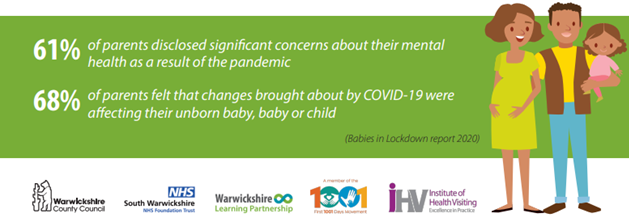 61% of parents disclosed significant concerns about their mental
health as a result of the pandemic
68% of parents felt that changes brought about by COVID-19 were
affecting their unborn baby, baby or child
(Babies in Lockdown report 2020)
Warwickshire
County Council
NHS
South Warwickshire
NHS Foundation Trust
Warwickshire
Learning Partnership
A member of the
1001
First 1001 Days Movement
iHV
Institute of
Health Visiting
Excellence in Practice